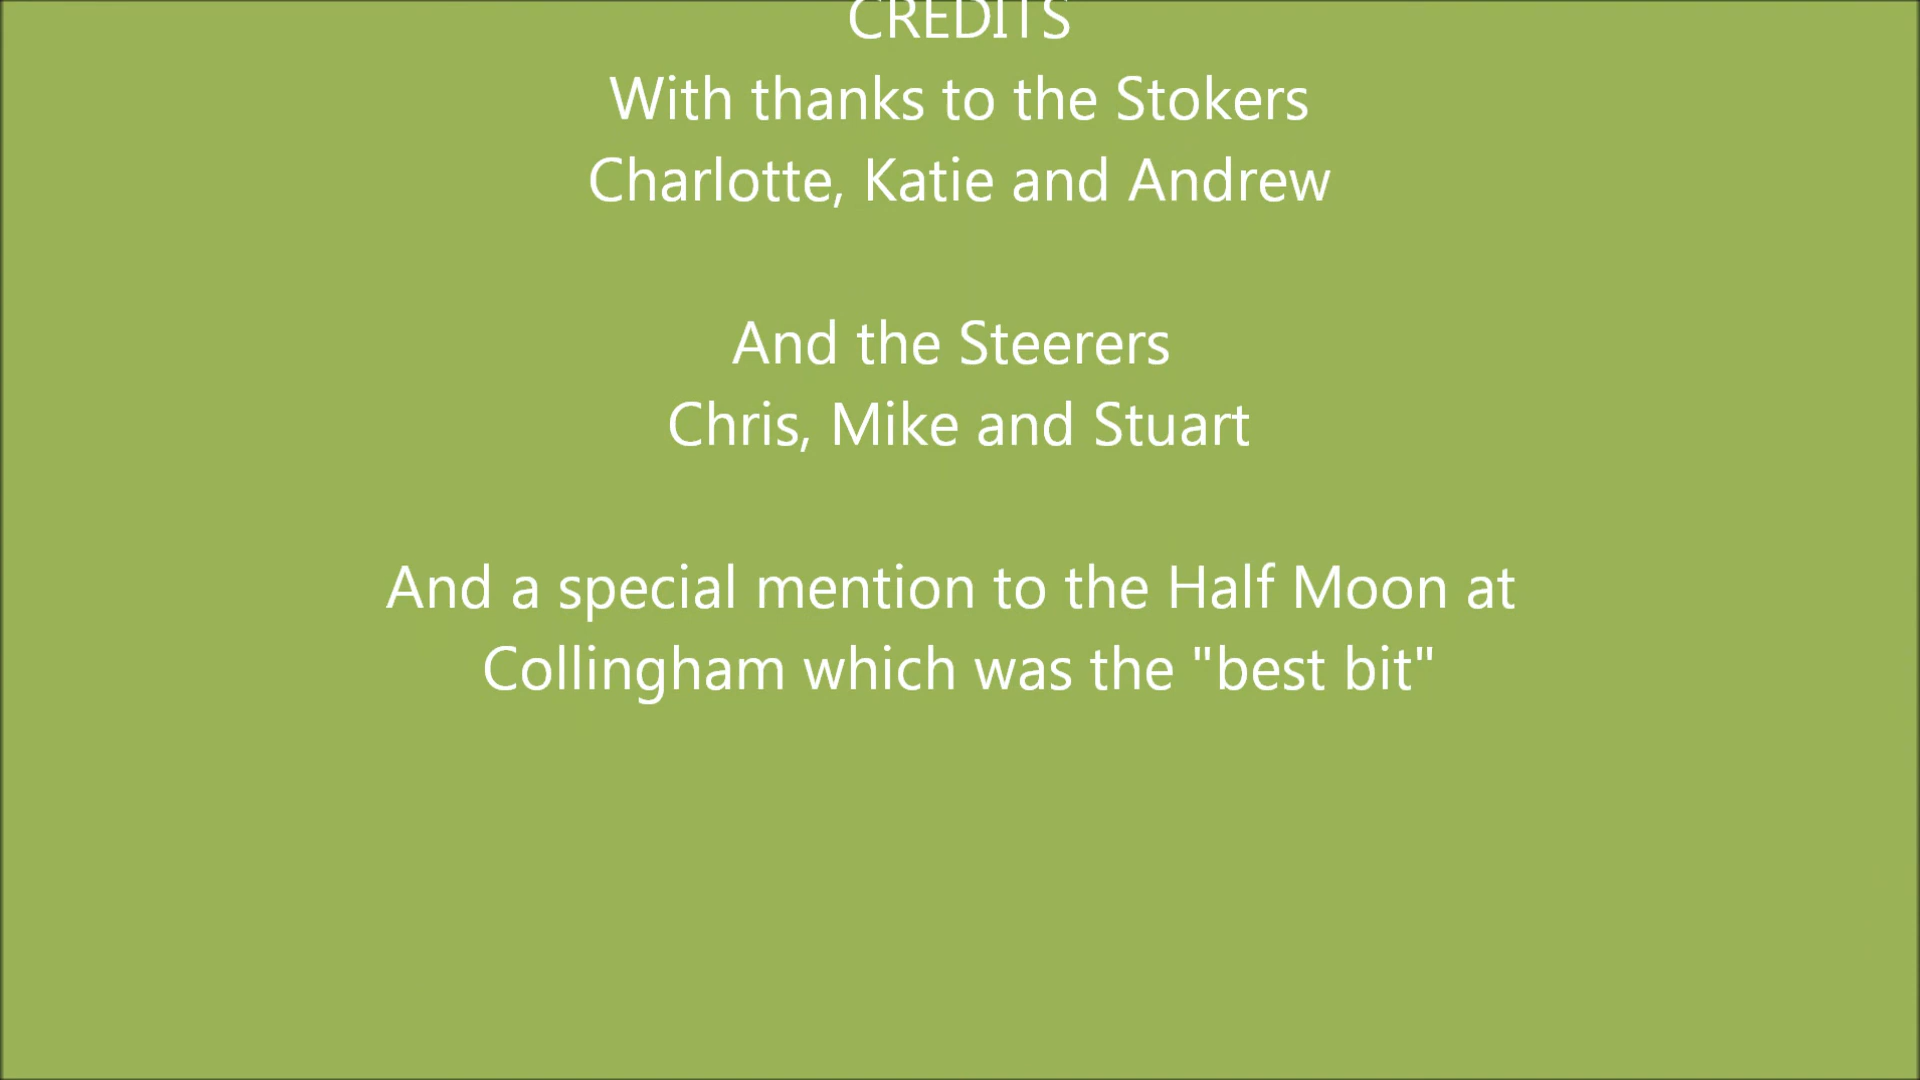 CREDITS
With thanks to the Stokers
Charlotte, Katie and Andrew
And the Steerers
Chris, Mike and Stuart
And a special mention to the Half Moon at
Collingham which was the "best bit"